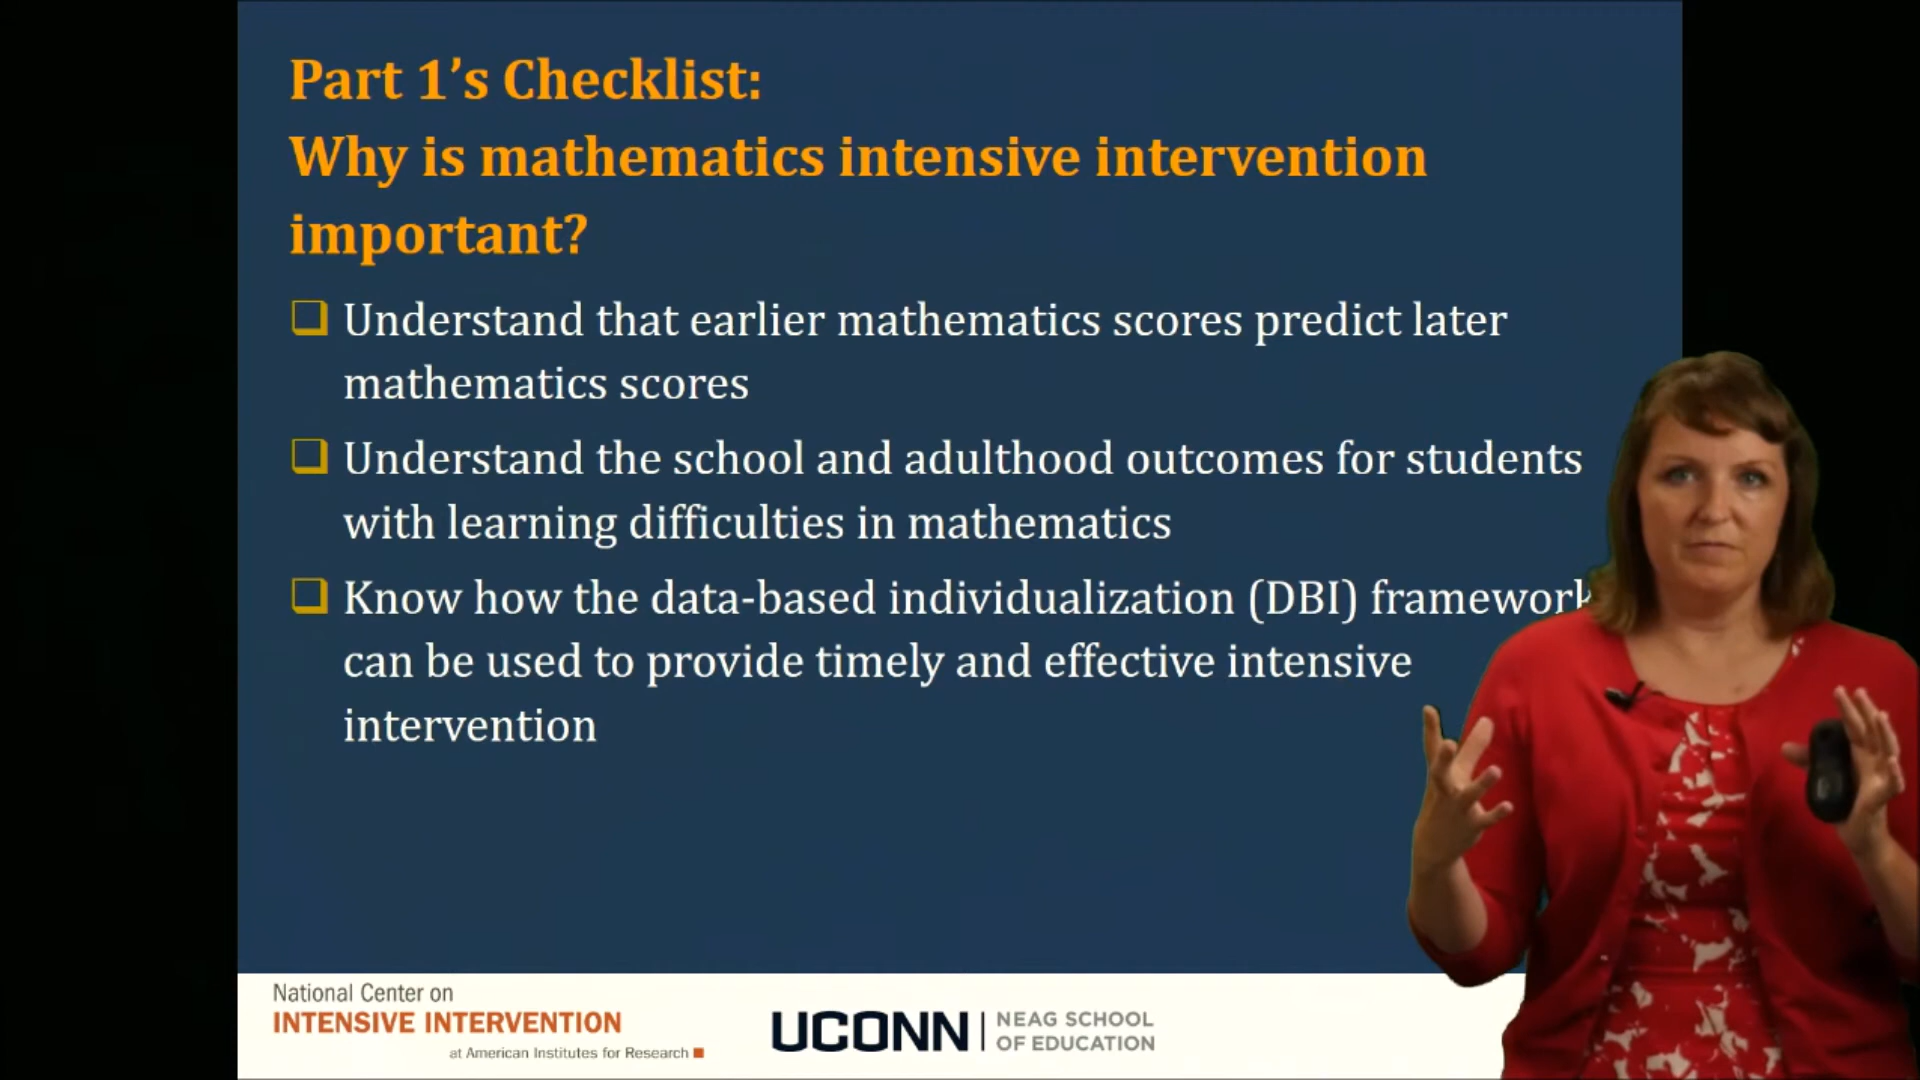 Part 1’s Checklist:
Why is mathematics intensive intervention
important?
❑ Understand that earlier mathematics scores predict later
mathematics scores
❑ Understand the school and adulthood outcomes for students
with learning difficulties in mathematics
❑ Know how the data-based individualization (DBI) framework
can be used to provide timely and effective intensive
intervention
National Center on
INTENSIVE INTERVENTION
at American Institutes for Research
UCONN | NEAG SCHOOL
OF EDUCATION